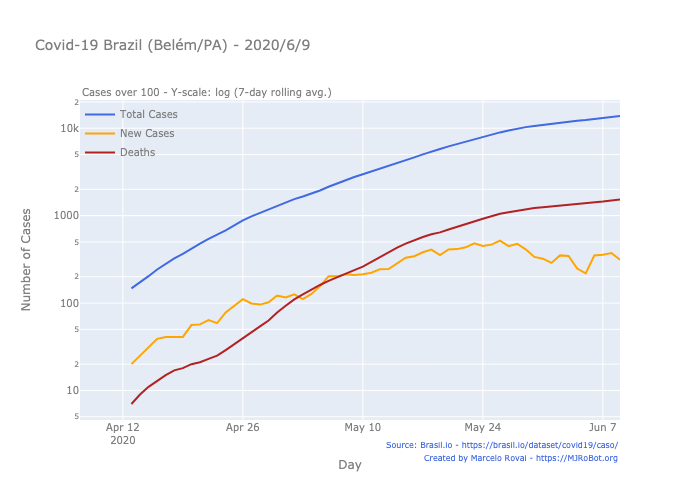 Covid-19 Brazil (Belém/PA) - 2020/6/9
Cases over 100 - Y-scale: log (7-day rolling avg.)
Total Cases
New Cases
Deaths
2
10k
5
2
1000
5
2
100
5
2
10
5
Number of Cases
Apr 12 Apr 26 May 10 May 24 Jun 7
2020
Day
Source: Brasil.io - https://brasil.io/dataset/covid19/caso/
Created by Marcelo Rovai - https://MJRoBot.org